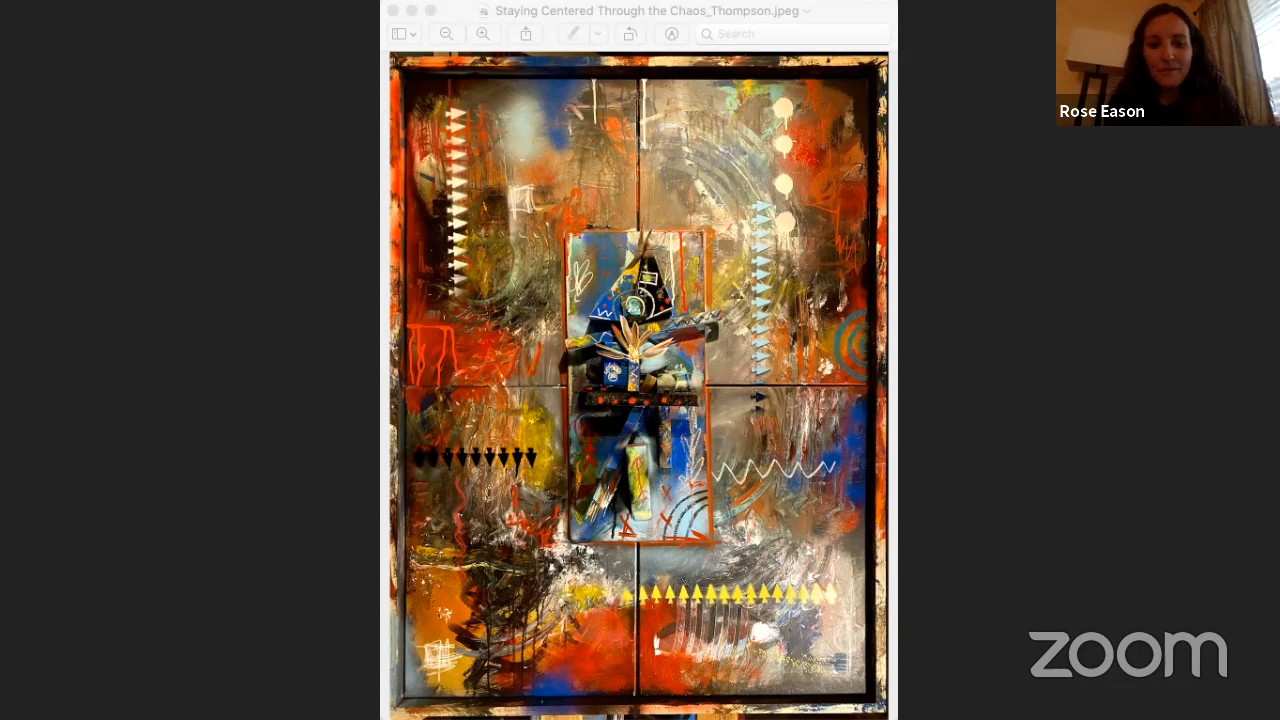 Staying Centered Through the Chaos_Thompson.jpeg
Search
Rose Eason
zoom